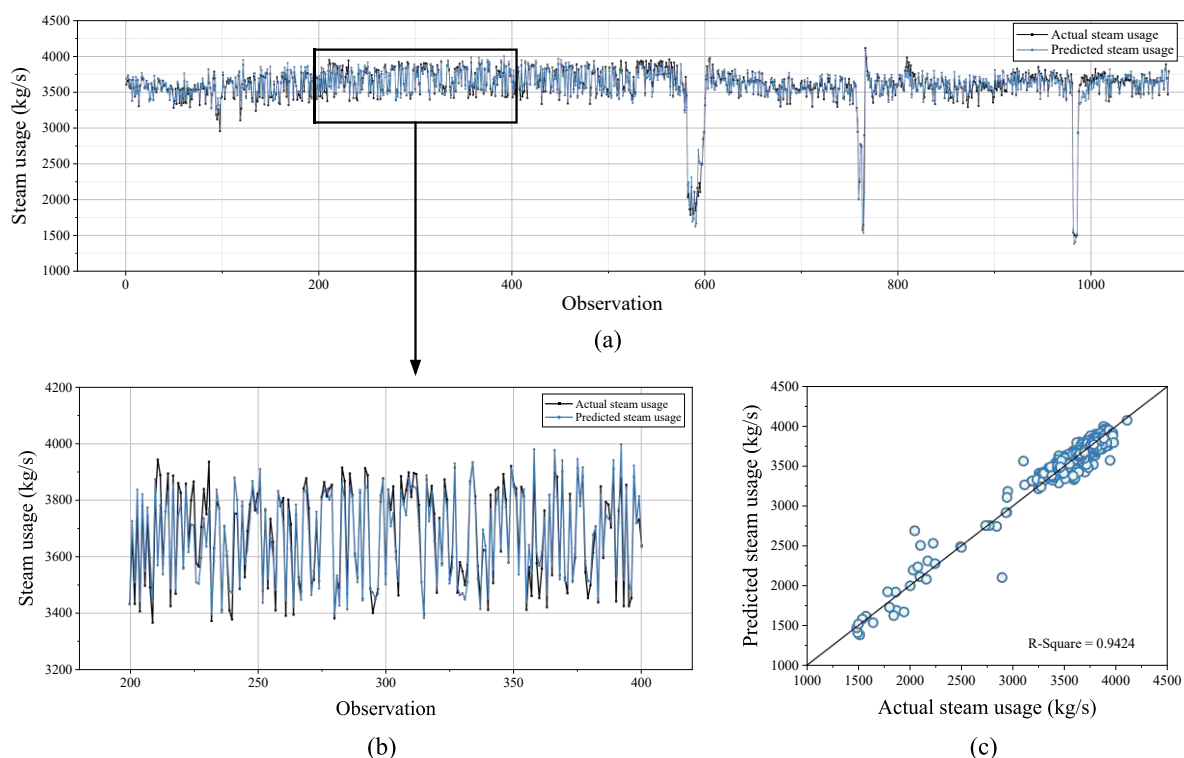 4500
4000
3500
3000
2500
2000
1500
1000
Steam usage (kg/s)
Actual steam usage
Predicted steam usage
0 200 400 600 800 1000
Observation
(a)
4200
4000
3800
3600
3400
3200
Steam usage (kg/s)
Actual steam usage
Predicted steam usage
200 250 300 350 400
Observation
(b)
4500
4000
3500
3000
2500
2000
1500
1000
Predicted steam usage (kg/s)
R-Square = 0.9424
1000 1500 2000 2500 3000 3500 4000 4500
Actual steam usage (kg/s)
(c)